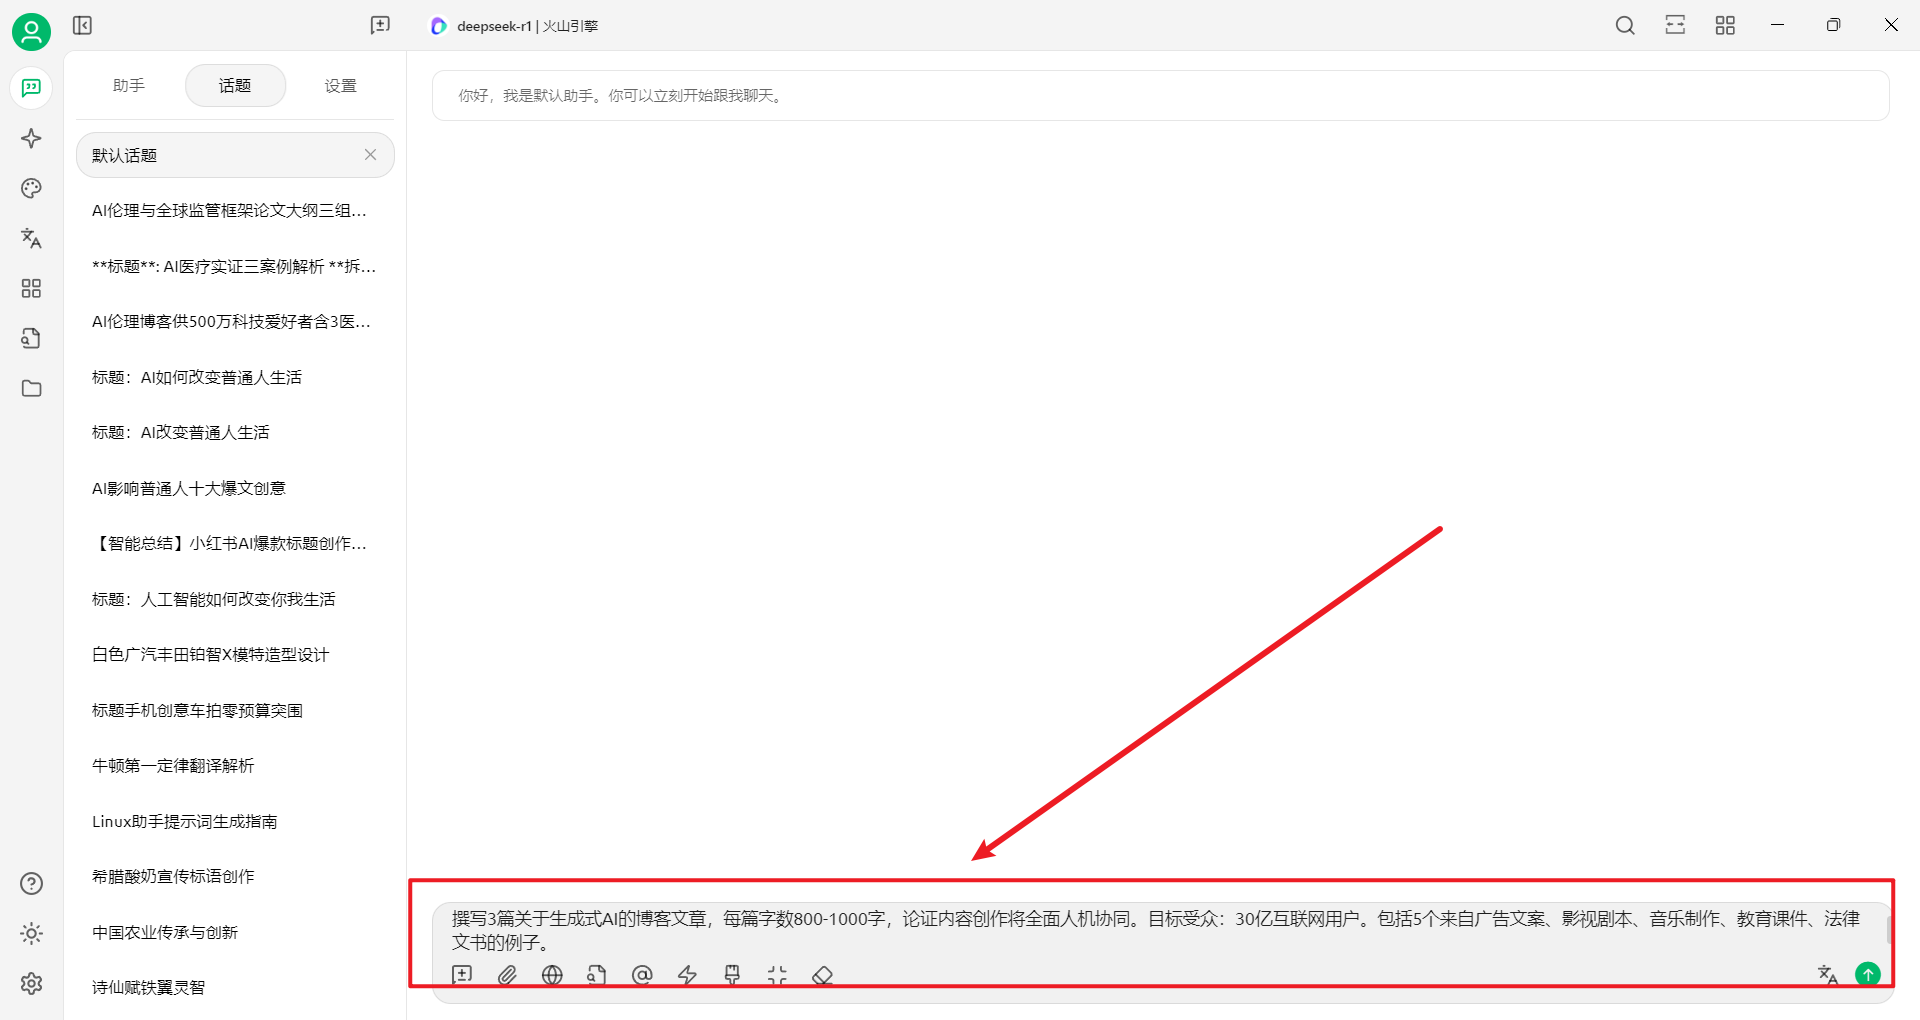 deepseek-r1 | 火山引擎
助手
话题
设置
默认话题
AI伦理与全球监管框架论文大纲三组...
**标题**: AI医疗实证三案例解析 **拆...
AI伦理博客供500万科技爱好者含3医...
标题：AI如何改变普通人生活
标题：AI改变普通人生活
AI影响普通人十大爆文创意
【智能总结】小红书AI爆款标题创作...
标题：人工智能如何改变你我生活
白色广汽丰田铂智X模特造型设计
标题手机创意车拍零预算突围
牛顿第一定律翻译解析
Linux助手提示词生成指南
希腊酸奶宣传标语创作
中国农业传承与创新
诗仙赋铁翼灵智
你好，我是默认助手。你可以立刻开始跟我聊天。
撰写3篇关于生成式AI的博客文章，每篇字数800-1000字，论证内容创作将全面人机协同。目标受众：30亿互联网用户。包括5个来自广告文案、影视剧本、音乐制作、教育课件、法律
文书的例子。